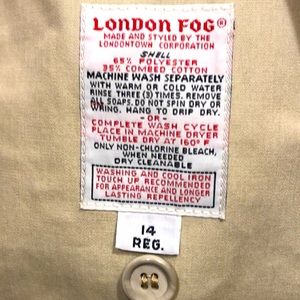 LONDON FOG®
MADE AND STYLED BY THE
LONDONTOWN CORPORATION
SHELL
65% POLYESTER
35% COMBED COTTON
MACHINE WASH SEPARATELY
WITH WARM OR COLD WATER
RINSE THREE (3) TIMES. REMOVE
ALL SOAPS. DO NOT SPIN DRY OR
WRING. HANG TO DRIP DRY.
-OR-
COMPLETE WASH CYCLE
PLACE IN MACHINE DRYER
TUMBLE DRY AT 160° F
ONLY NON-CHLORINE BLEACH,
WHEN NEEDED
DRY CLEANABLE
WASHING AND COOL IRON
TOUCH UP RECOMMENDED
FOR APPEARANCE AND LONGER
LASTING REPELLENCY
14
REG.